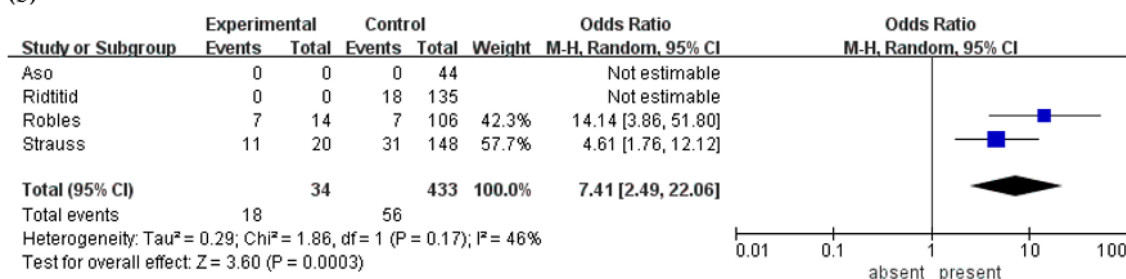 Experimental Control Odds Ratio Odds Ratio
Study or Subgroup Events Total Events Total Weight M-H, Random, 95% CI M-H, Random, 95% CI
Aso 0 0 0 44 Not estimable
Ridtitid 0 0 18 135 Not estimable
Robles 7 14 7 106 42.3% 14.14 [3.86, 51.80]
Strauss 11 20 31 148 57.7% 4.61 [1.76, 12.12]
Total (95% CI) 34 433 100.0% 7.41 [2.49, 22.06]
Total events 18 56
Heterogeneity: Tau² = 0.29; Chi² = 1.86, df = 1 (P = 0.17); I² = 46%
Test for overall effect: Z = 3.60 (P = 0.0003)
0.01 0.1 1 10 100
absent present